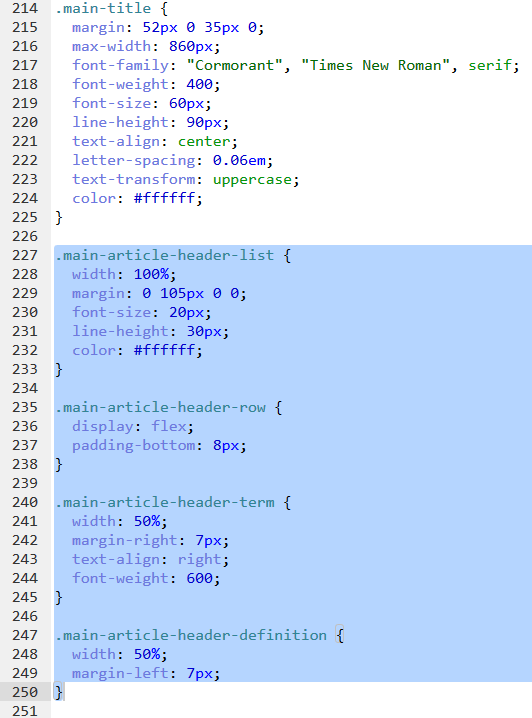 214 .main-title {
215   margin: 52px 0 35px 0;
216   max-width: 860px;
217   font-family: "Cormorant", "Times New Roman", serif;
218   font-weight: 400;
219   font-size: 60px;
220   line-height: 90px;
221   text-align: center;
222   letter-spacing: 0.06em;
223   text-transform: uppercase;
224   color: #ffffff;
225 }
226
227 .main-article-header-list {
228   width: 100%;
229   margin: 0 105px 0 0;
230   font-size: 20px;
231   line-height: 30px;
232   color: #ffffff;
233 }
234
235 .main-article-header-row {
236   display: flex;
237   padding-bottom: 8px;
238 }
239
240 .main-article-header-term {
241   width: 50%;
242   margin-right: 7px;
243   text-align: right;
244   font-weight: 600;
245 }
246
247 .main-article-header-definition {
248   width: 50%;
249   margin-left: 7px;
250 }
251